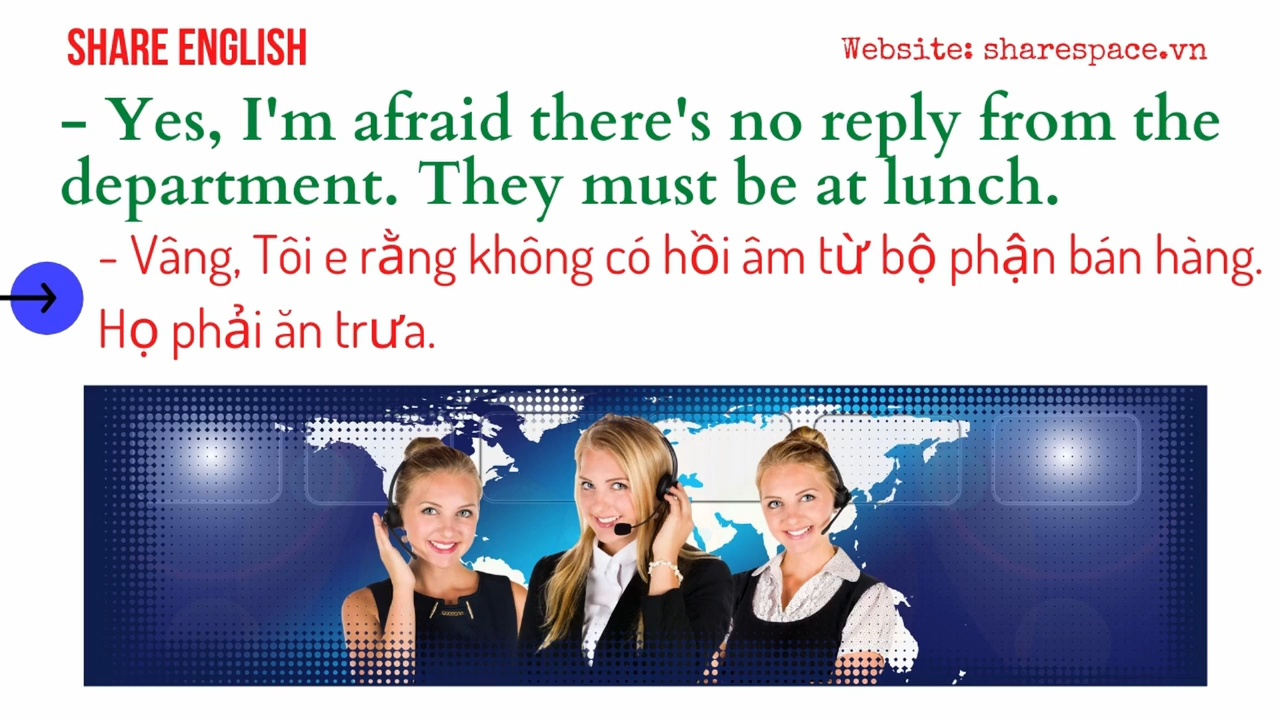 SHARE ENGLISH
Website: sharespace.vn
- Yes, I'm afraid there's no reply from the
department. They must be at lunch.
- Vâng, Tôi e rằng không có hồi âm từ bộ phận bán hàng.
Họ phải ăn trưa.